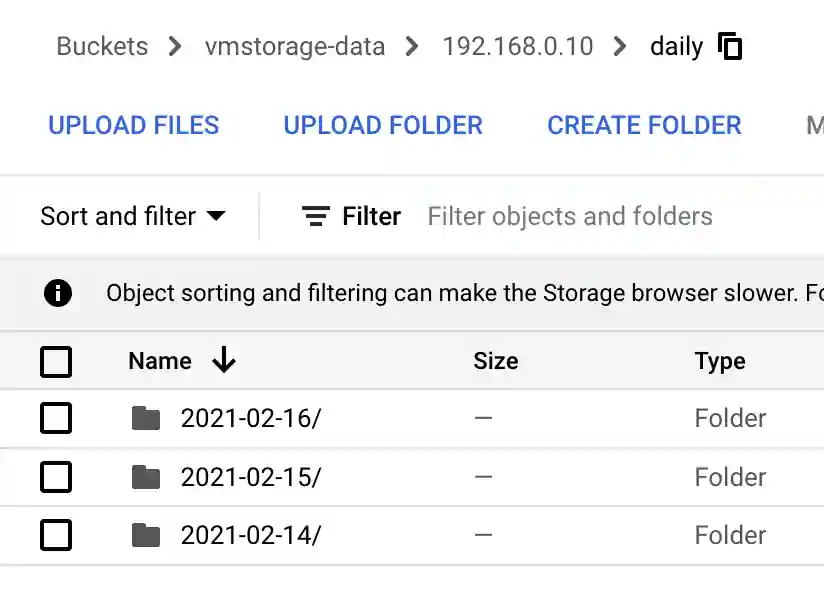 Buckets > vmstorage-data > 192.168.0.10 > daily
UPLOAD FILES UPLOAD FOLDER CREATE FOLDER M
Sort and filter Filter Filter objects and folders
Object sorting and filtering can make the Storage browser slower. Fo
Name Size Type
2021-02-16/ — Folder
2021-02-15/ — Folder
2021-02-14/ — Folder